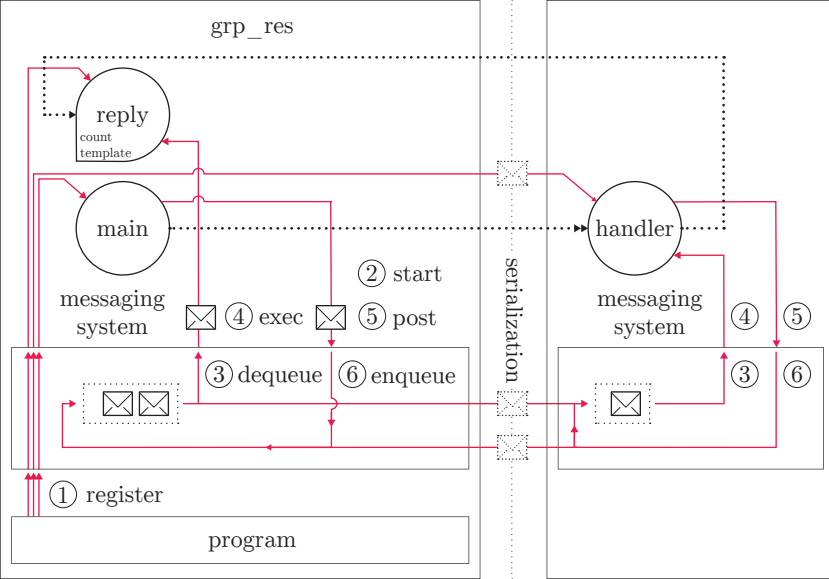 grp_res
reply
count
template
main
handler
② start
serialization
messaging
system
④ exec
⑤ post
messaging
system
④
⑤
③ dequeue
⑥ enqueue
③
⑥
① register
program